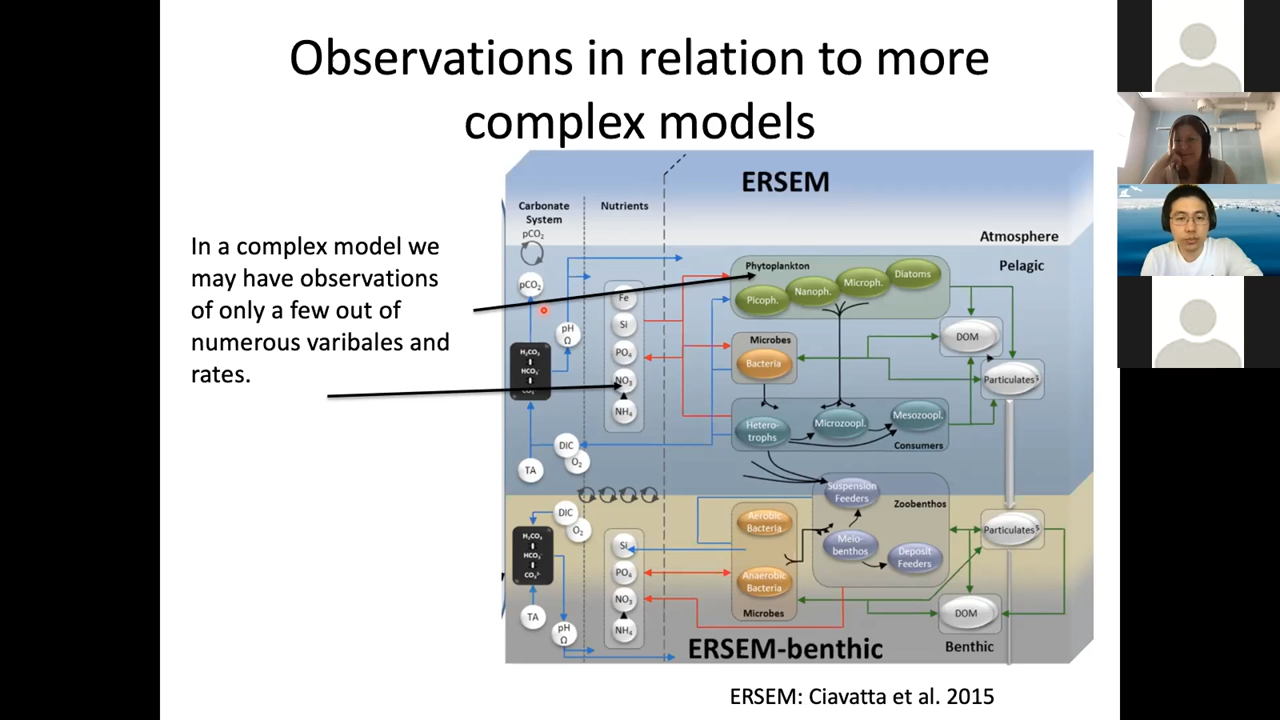 Observations in relation to more
complex models
In a complex model we
may have observations
of only a few out of
numerous varibales and
rates.
ERSEM
Carbonate
System
Nutrients
pCO₂
Atmosphere
Pelagic
pCO₂
pH
Ω
H₂CO₃
HCO₃⁻
CO₃²⁻
DIC
O₂
TA
Fe
Si
PO₄
NO₃
NH₄
Phytoplankton
Picoph.
Nanoph.
Microph.
Diatoms
Microbes
Bacteria
Hetero-
trophs
Microzoopl.
Mesozoopl.
Consumers
DOM
Particulates³
DIC
O₂
H₂CO₃
HCO₃⁻
CO₃²⁻
TA
pH
Ω
Si
PO₄
NO₃
NH₄
Aerobic
Bacteria
Anaerobic
Bacteria
Microbes
Suspension
Feeders
Zoobenthos
Meio-
benthos
Deposit
Feeders
Particulates³
DOM
ERSEM-benthic
Benthic
ERSEM: Ciavatta et al. 2015